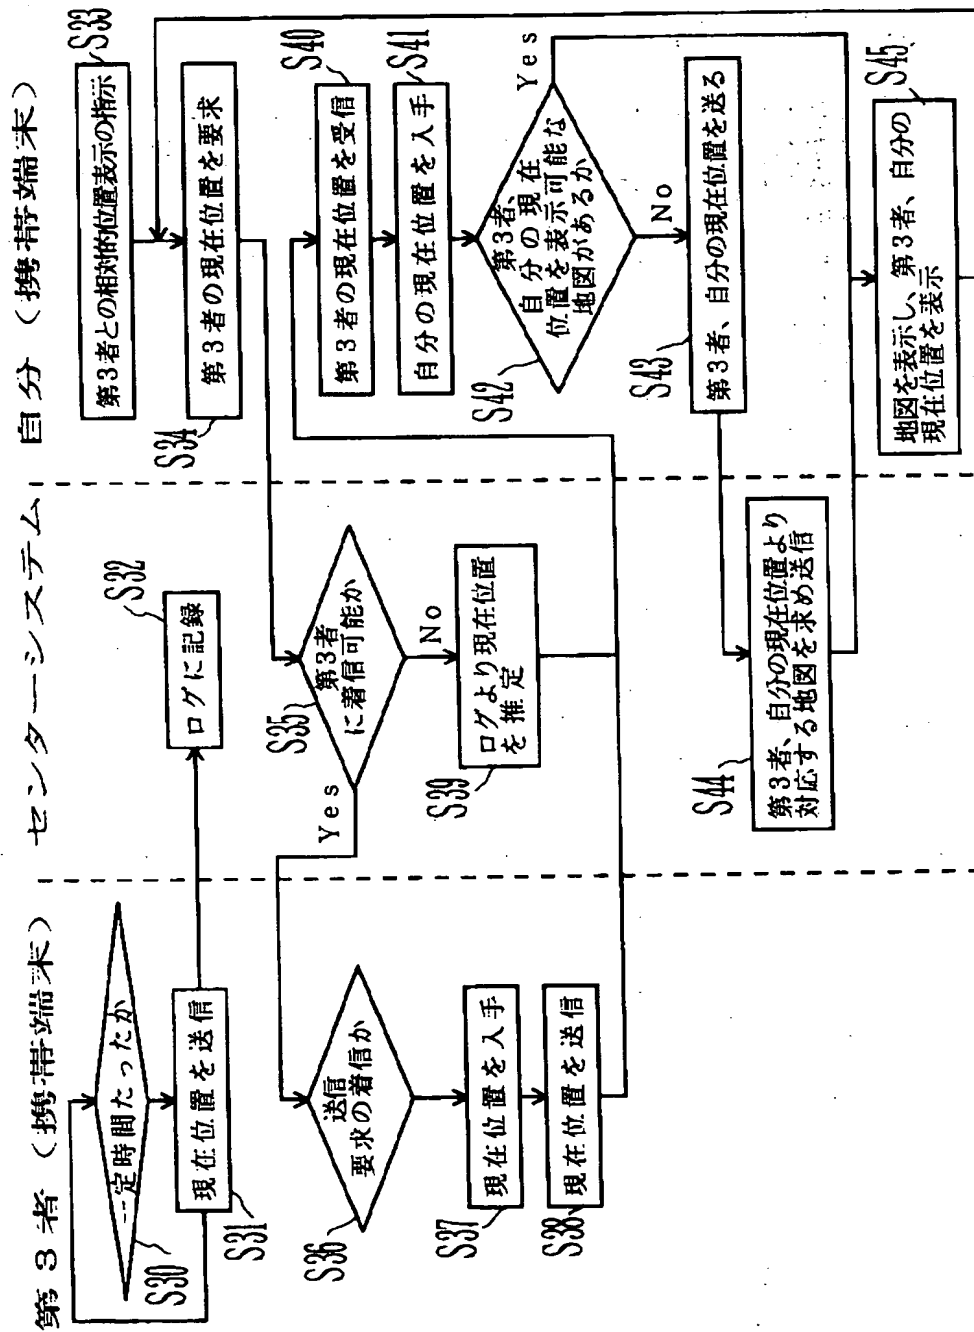 第3者（携帯端末）
一定時間たったか
S30
現在位置を送信
S31
送信
要求の着信か
S36
現在位置を入手
S37
現在位置を送信
S38
センターシステム
ログに記録
S32
第3者
に着信可能か
S35
Yes
No
ログより現在位置
を推定
S39
第3者、自分の現在位置より
対応する地図を求め送信
S44
自分（携帯端末）
第3者との相対的位置表示の指示
S33
第3者の現在位置を要求
S34
第3者の現在位置を受信
S40
自分の現在位置を入手
S41
第3者、
自分の現在
位置を表示可能な
地図があるか
S42
Yes
No
第3者、自分の現在位置を送る
S43
地図を表示し、第3者、自分の
現在位置を表示
S45